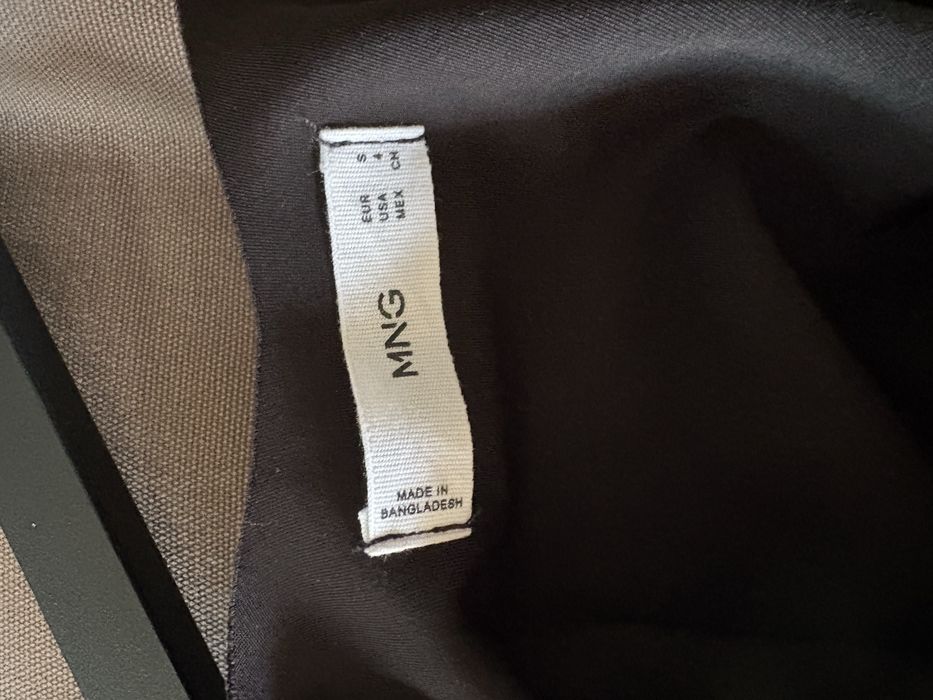 EUR S
USA 4
MEX CH
MNG
MADE IN
BANGLADESH